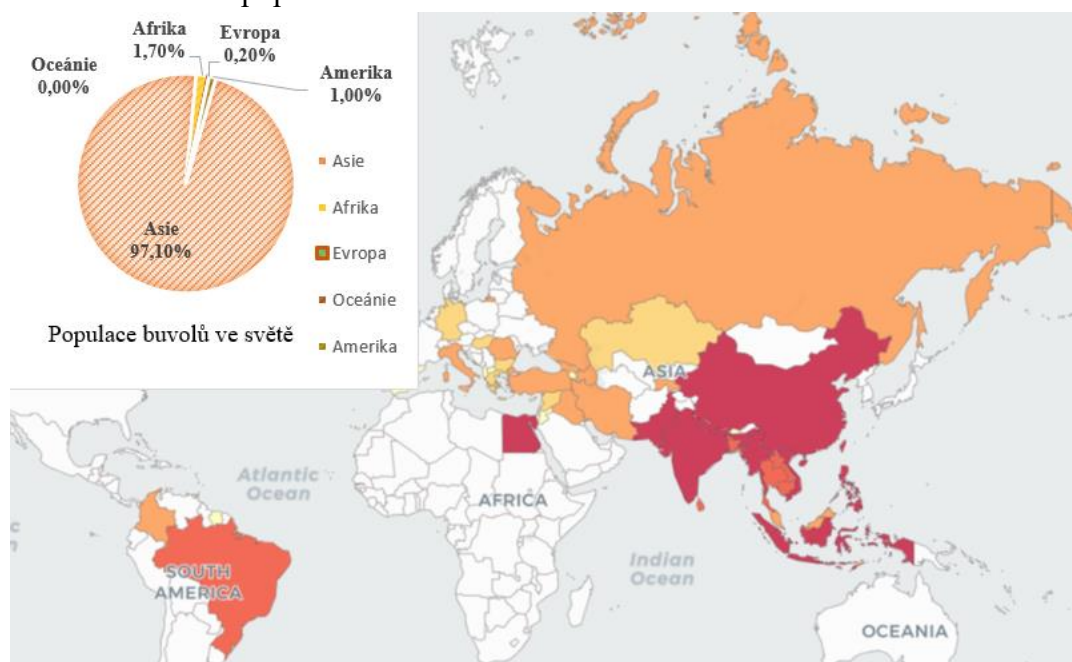 Afrika
1,70%
Evropa
0,20%
Oceánie
0,00%
Amerika
1,00%
Asie
97,10%
Asie
Afrika
Evropa
Oceánie
Amerika
Populace buvolů ve světě
ASIA
Atlantic
Ocean
AFRICA
Indian
Ocean
SOUTH
AMERICA
OCEANIA